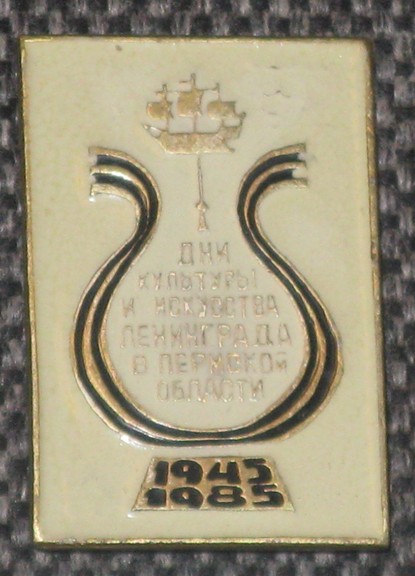 ДНИ
КУЛЬТУРЫ
И ИСКУССТВА
ЛЕНИНГРАДА
В ПЕРМСКОЙ
ОБЛАСТИ
1945
1985